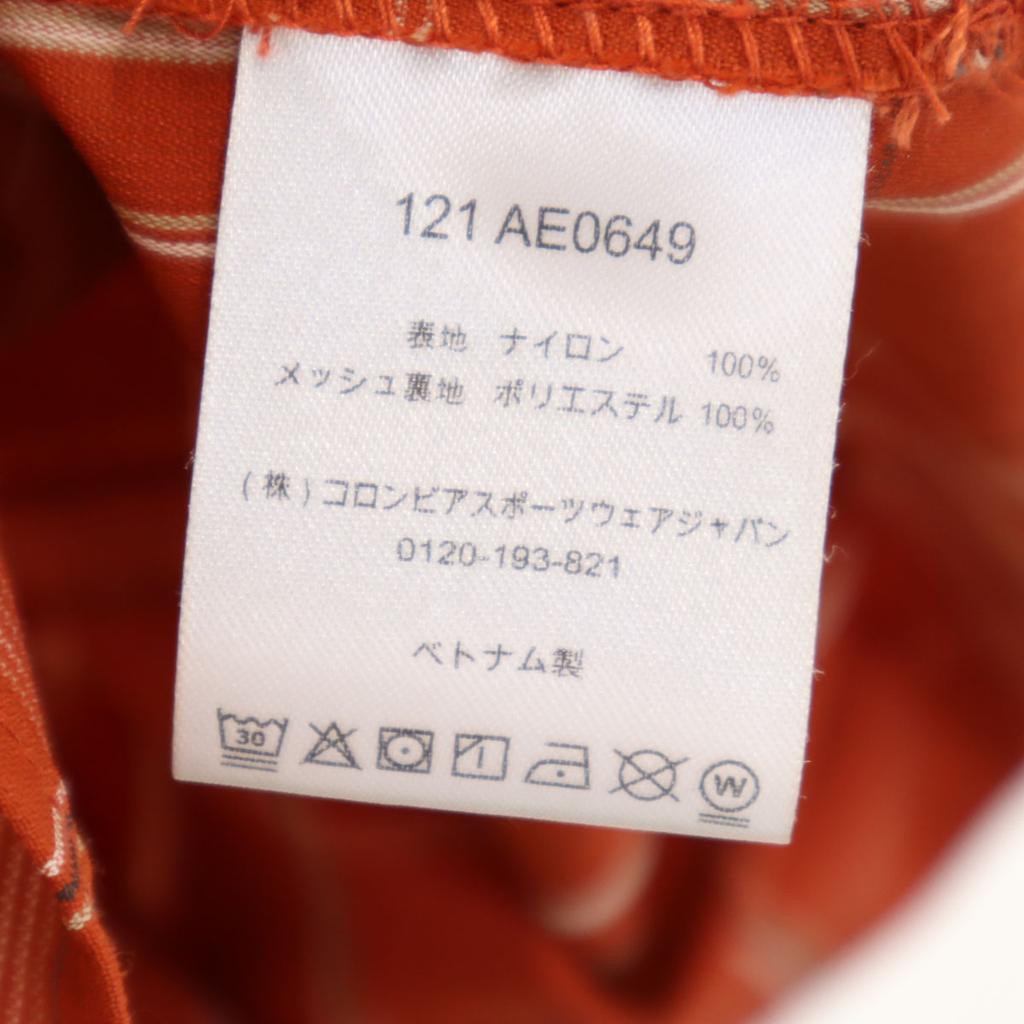 121 AE0649
表地 ナイロン 100%
メッシュ裏地 ポリエステル 100%
(株)コロンビアスポーツウェアジャパン
0120-193-821
ベトナム製
30
W